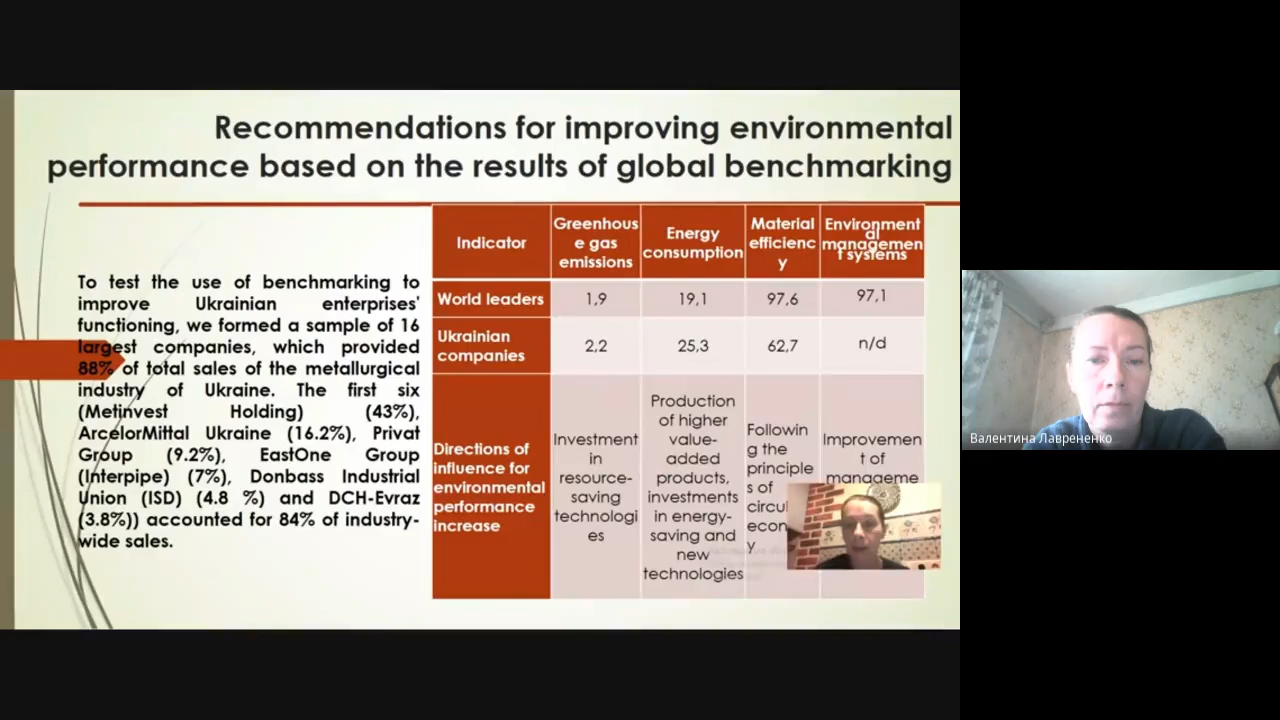 Recommendations for improving environmental
performance based on the results of global benchmarking
To test the use of benchmarking to
improve Ukrainian enterprises'
functioning, we formed a sample of 16
largest companies, which provided
88% of total sales of the metallurgical
industry of Ukraine. The first six
(Metinvest Holding) (43%),
ArcelorMittal Ukraine (16.2%), Privat
Group (9.2%), EastOne Group
(Interpipe) (7%), Donbass Industrial
Union (ISD) (4.8 %) and DCH-Evraz
(3.8%)) accounted for 84% of industry-
wide sales.
Indicator
Greenhous
e gas
emissions
Energy
consumption
Material
efficienc
y
Environment
al
managemen
t systems
World leaders
1,9
19,1
97,6
97,1
Ukrainian
companies
2,2
25,3
62,7
n/d
Directions of
influence for
environmental
performance
increase
Investment
in
resource-
saving
technologi
es
Production
of higher
value-
added
products,
investments
in energy-
saving and
new
technologies
Followin
g the
principle
s of
circul
econ
y
Improvemen
t of
manageme
Валентина Лаврененко